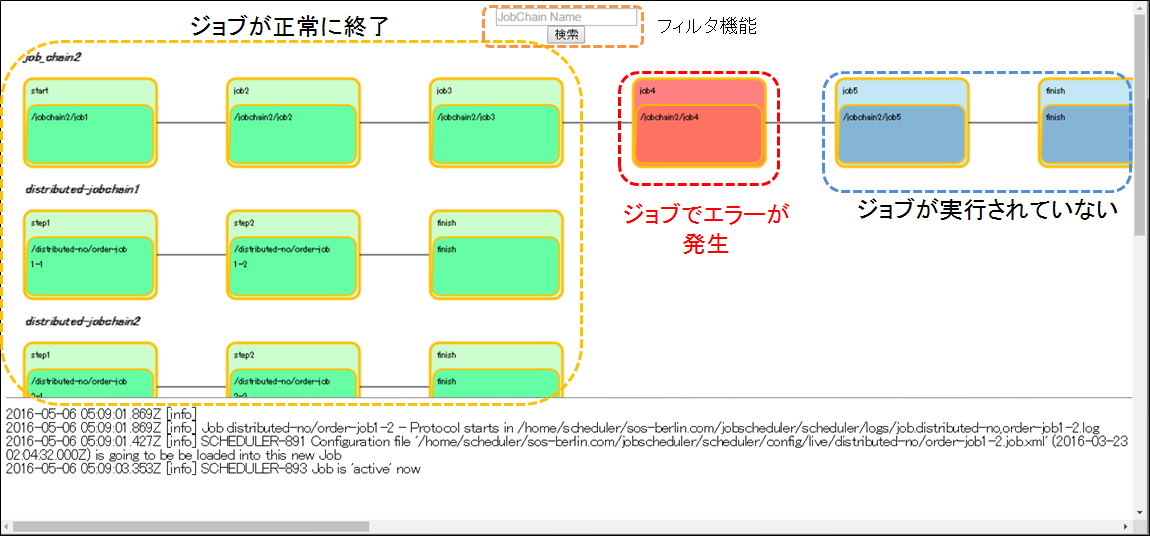 ジョブが正常に終了
JobChain Name
検索
フィルタ機能
job_chain2
start
/jobchain2/job1
job2
/jobchain2/job2
job3
/jobchain2/job3
job4
/jobchain2/job4
job5
/jobchain2/job5
finish
finish
ジョブでエラーが
発生
ジョブが実行されていない
distributed-jobchain1
step1
/distributed-no/order-job
1-1
step2
/distributed-no/order-job
1-2
finish
finish
distributed-jobchain2
step1
/distributed-no/order-job
2-1
step2
/distributed-no/order-job
2-2
finish
finish
2016-05-06 05:09:01.869Z [info]
2016-05-06 05:09:01.869Z [info] Job distributed-no/order-job1-2 - Protocol starts in /home/scheduler/sos-berlin.com/jobscheduler/scheduler/logs/job.distributed-no,order-job1-2.log
2016-05-06 05:09:01.427Z [info] SCHEDULER-891 Configuration file '/home/scheduler/sos-berlin.com/jobscheduler/scheduler/config/live/distributed-no/order-job1-2.job.xml' (2016-03-23
02:04:32.000Z) is going to be be loaded into this new Job
2016-05-06 05:09:03.353Z [info] SCHEDULER-893 Job is 'active' now